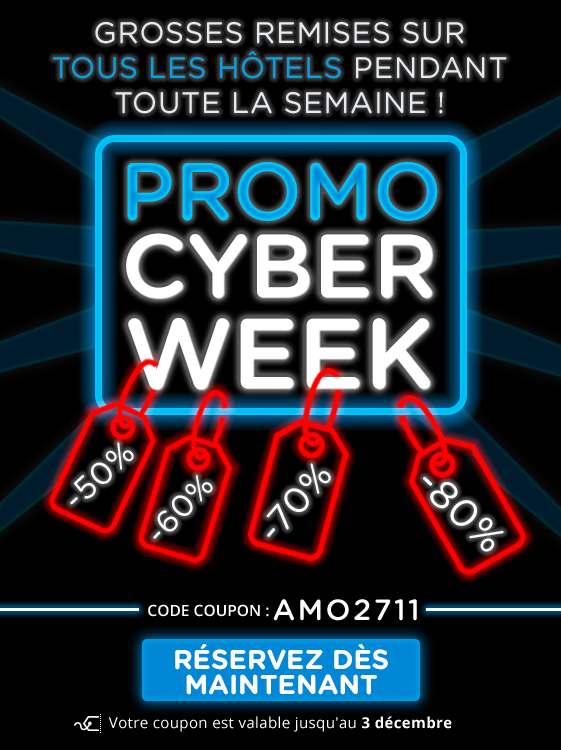 GROSSES REMISES SUR
TOUS LES HÔTELS PENDANT
TOUTE LA SEMAINE !
PROMO
CYBER
WEEK
-50%
-60%
-70%
-80%
CODE COUPON : AMO2711
RÉSERVEZ DÈS
MAINTENANT
Votre coupon est valable jusqu'au 3 décembre